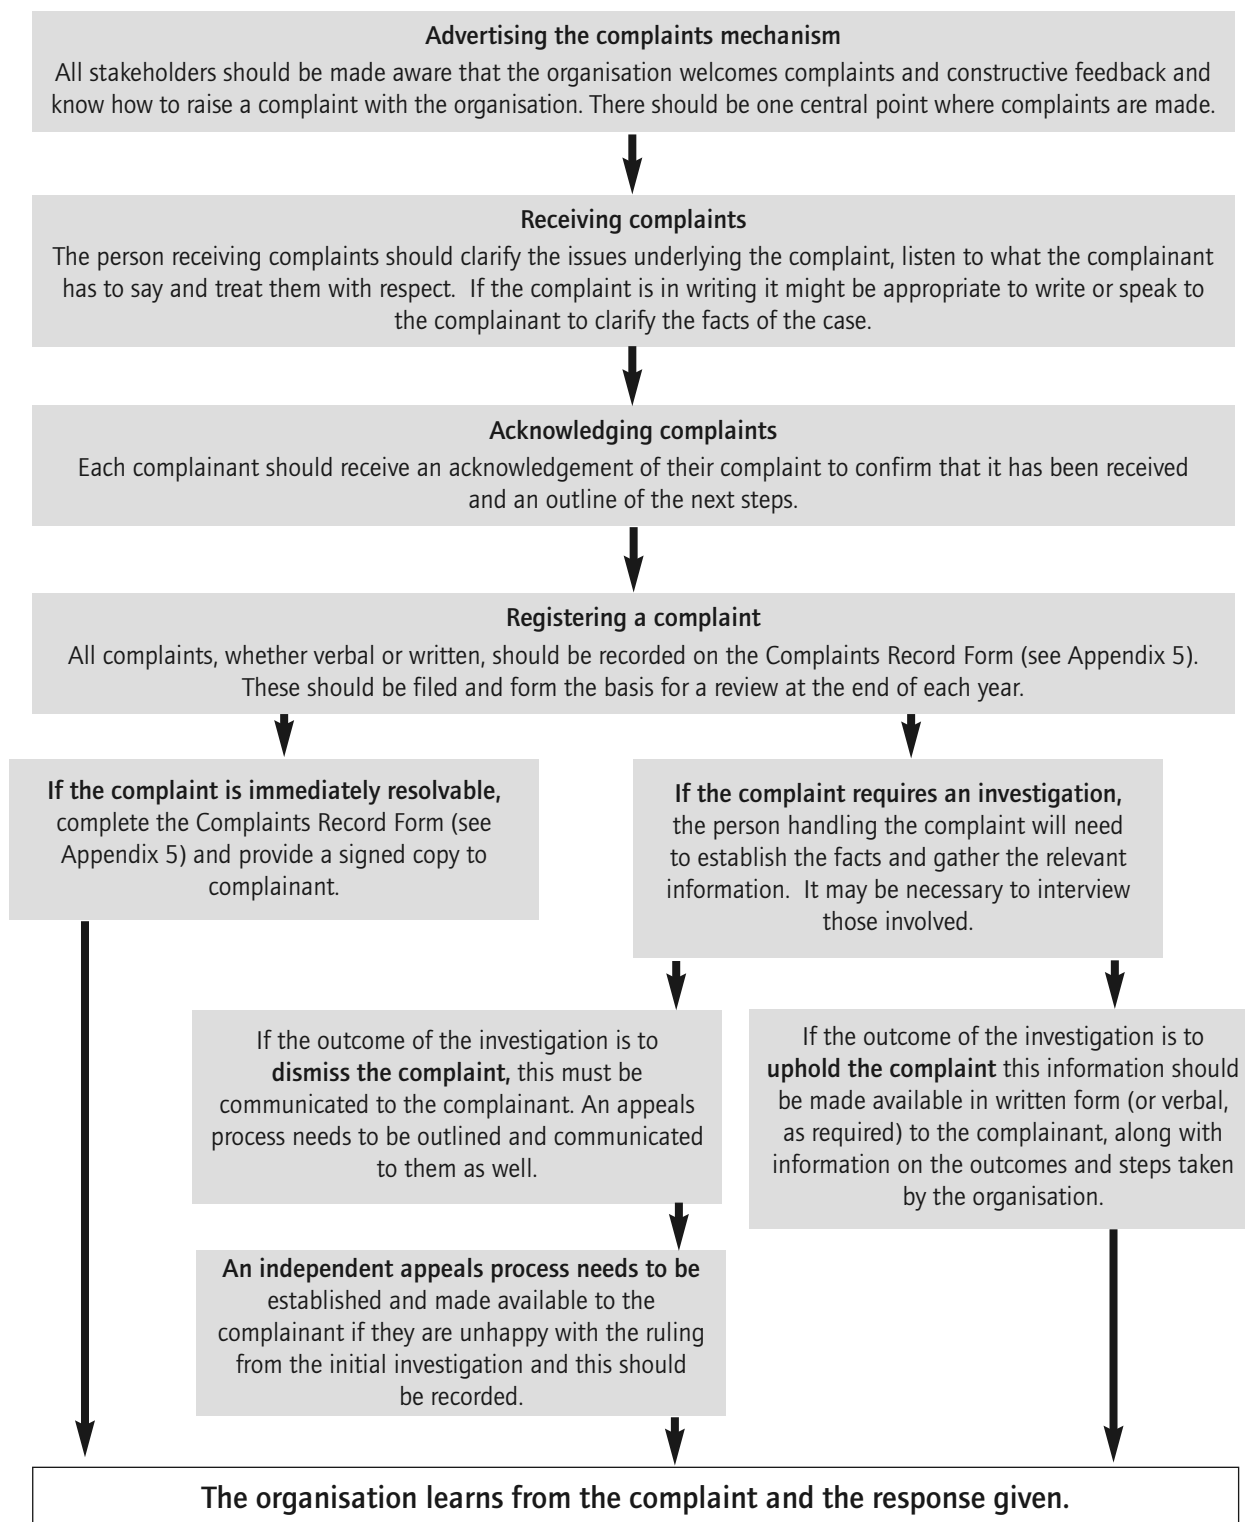 Advertising the complaints mechanism
All stakeholders should be made aware that the organisation welcomes complaints and constructive feedback and
know how to raise a complaint with the organisation. There should be one central point where complaints are made.
Receiving complaints
The person receiving complaints should clarify the issues underlying the complaint, listen to what the complainant
has to say and treat them with respect. If the complaint is in writing it might be appropriate to write or speak to
the complainant to clarify the facts of the case.
Acknowledging complaints
Each complainant should receive an acknowledgement of their complaint to confirm that it has been received
and an outline of the next steps.
Registering a complaint
All complaints, whether verbal or written, should be recorded on the Complaints Record Form (see Appendix 5).
These should be filed and form the basis for a review at the end of each year.
If the complaint is immediately resolvable,
complete the Complaints Record Form (see
Appendix 5) and provide a signed copy to
complainant.
If the complaint requires an investigation,
the person handling the complaint will need
to establish the facts and gather the relevant
information. It may be necessary to interview
those involved.
If the outcome of the investigation is to
dismiss the complaint, this must be
communicated to the complainant. An appeals
process needs to be outlined and communicated
to them as well.
If the outcome of the investigation is to
uphold the complaint this information should
be made available in written form (or verbal,
as required) to the complainant, along with
information on the outcomes and steps taken
by the organisation.
An independent appeals process needs to be
established and made available to the
complainant if they are unhappy with the ruling
from the initial investigation and this should
be recorded.
The organisation learns from the complaint and the response given.